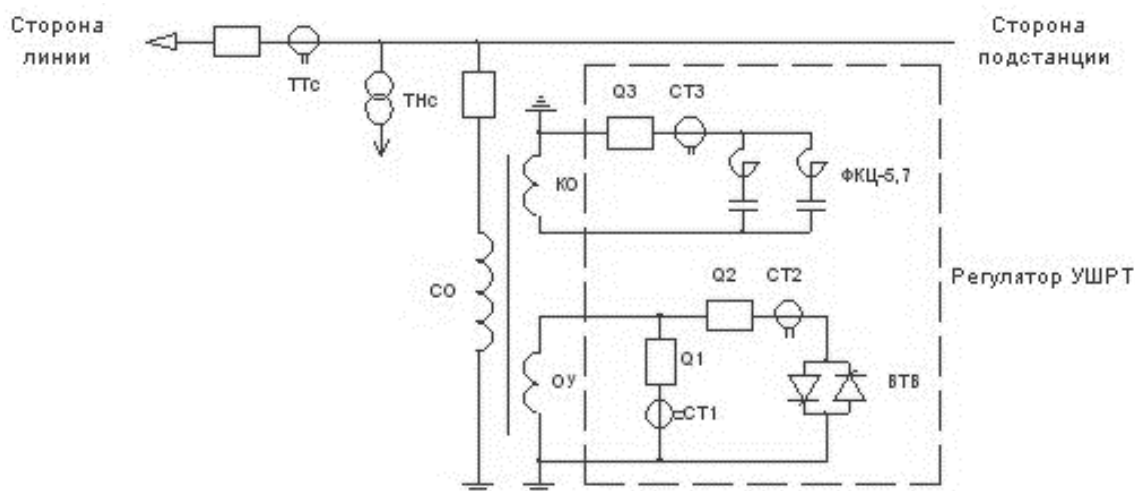 Сторона
линии
Сторона
подстанции
ТТс
ТНс
Q3
СТ3
КО
ФКЦ-5,7
СО
Q2
СТ2
Регулятор УШРТ
Q1
ОУ
ВТВ
СТ1